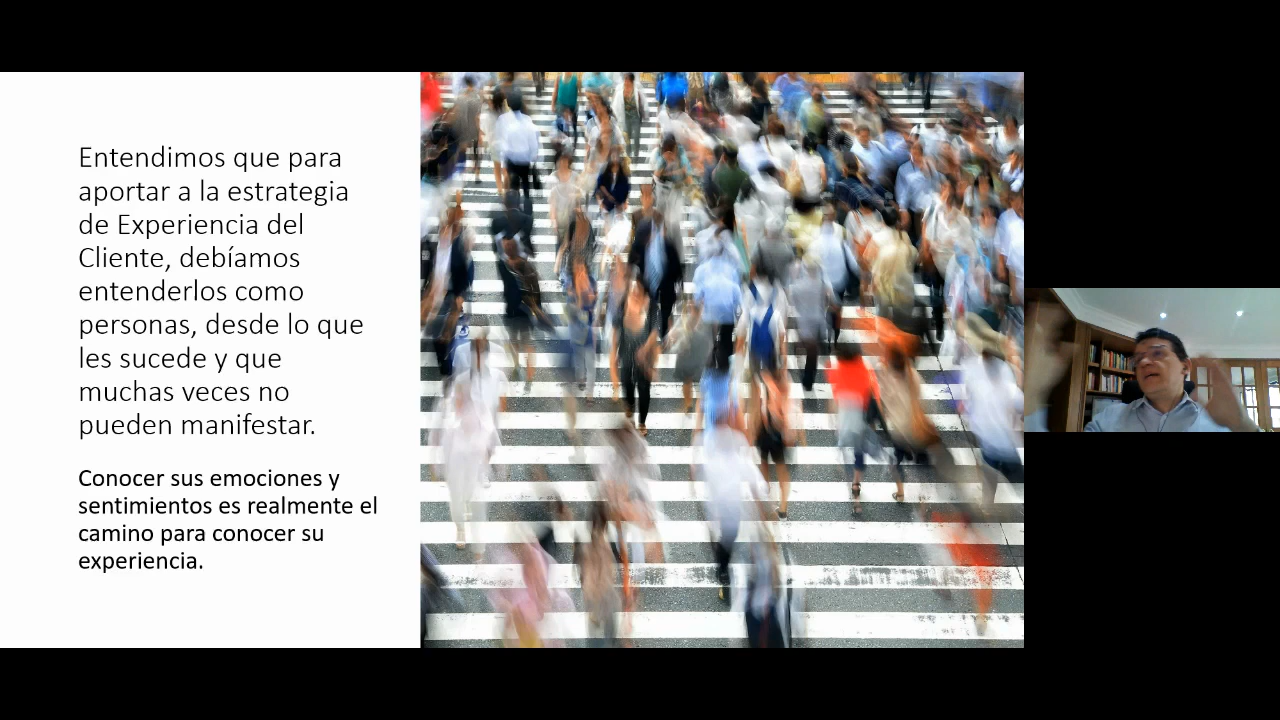 Entendimos que para
aportar a la estrategia
de Experiencia del
Cliente, debíamos
entenderlos como
personas, desde lo que
les sucede y que
muchas veces no
pueden manifestar.
Conocer sus emociones y
sentimientos es realmente el
camino para conocer su
experiencia.